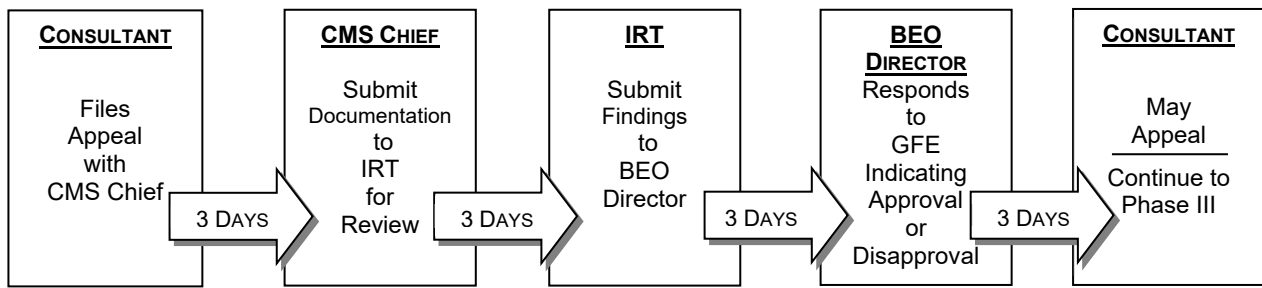 CONSULTANT
Files
Appeal
with
CMS Chief
3 DAYS
CMS CHIEF
Submit
Documentation
to
IRT
for
Review
3 DAYS
IRT
Submit
Findings
to
BEO
Director
3 DAYS
BEO
DIRECTOR
Responds
to
GFE
Indicating
Approval
or
Disapproval
3 DAYS
CONSULTANT
May
Appeal
Continue to
Phase III